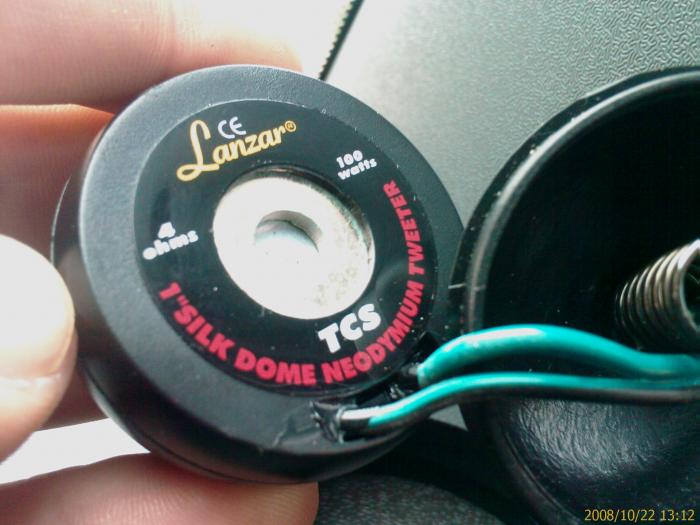 CE
Lanzar®
100
watts
4
ohms
TCS
1" SILK DOME NEODYMIUM TWEETER
2008/10/22 13:12